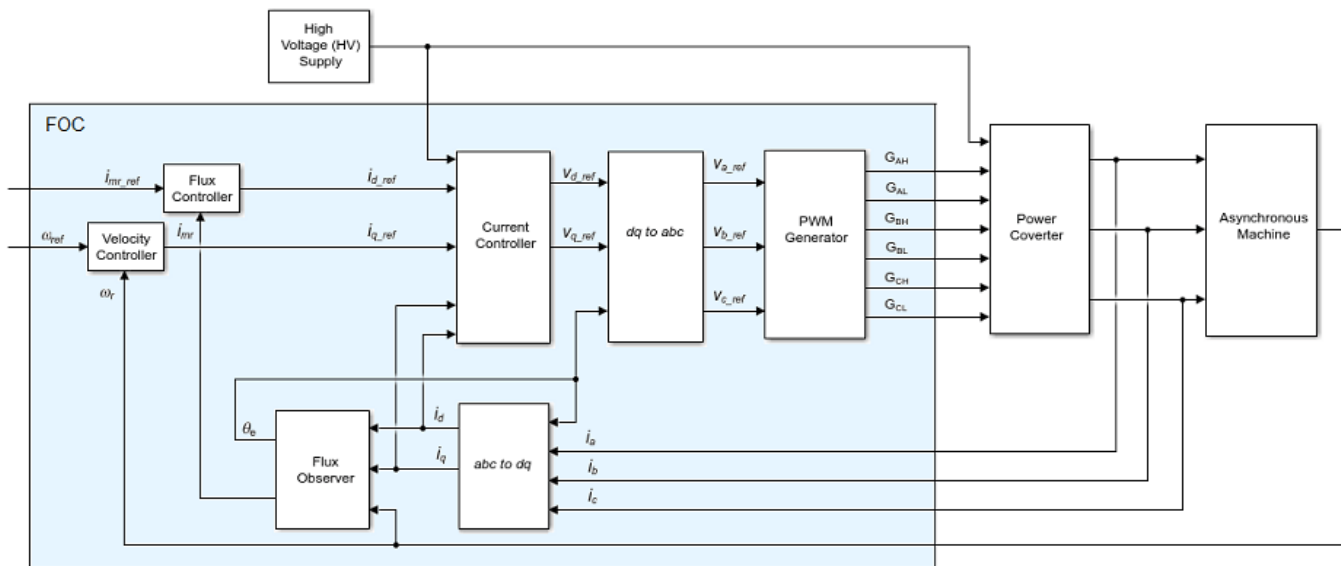 High
Voltage (HV)
Supply
FOC
i_mr_ref
Flux
Controller
i_d_ref
ω_ref
Velocity
Controller
i_mr
i_q_ref
ω_r
Current
Controller
v_d_ref
v_q_ref
dq to abc
v_a_ref
v_b_ref
v_c_ref
PWM
Generator
G_AH
G_AL
G_BH
G_BL
G_CH
G_CL
Power
Coverter
Asynchronous
Machine
θ_e
Flux
Observer
i_d
i_q
abc to dq
i_a
i_b
i_c